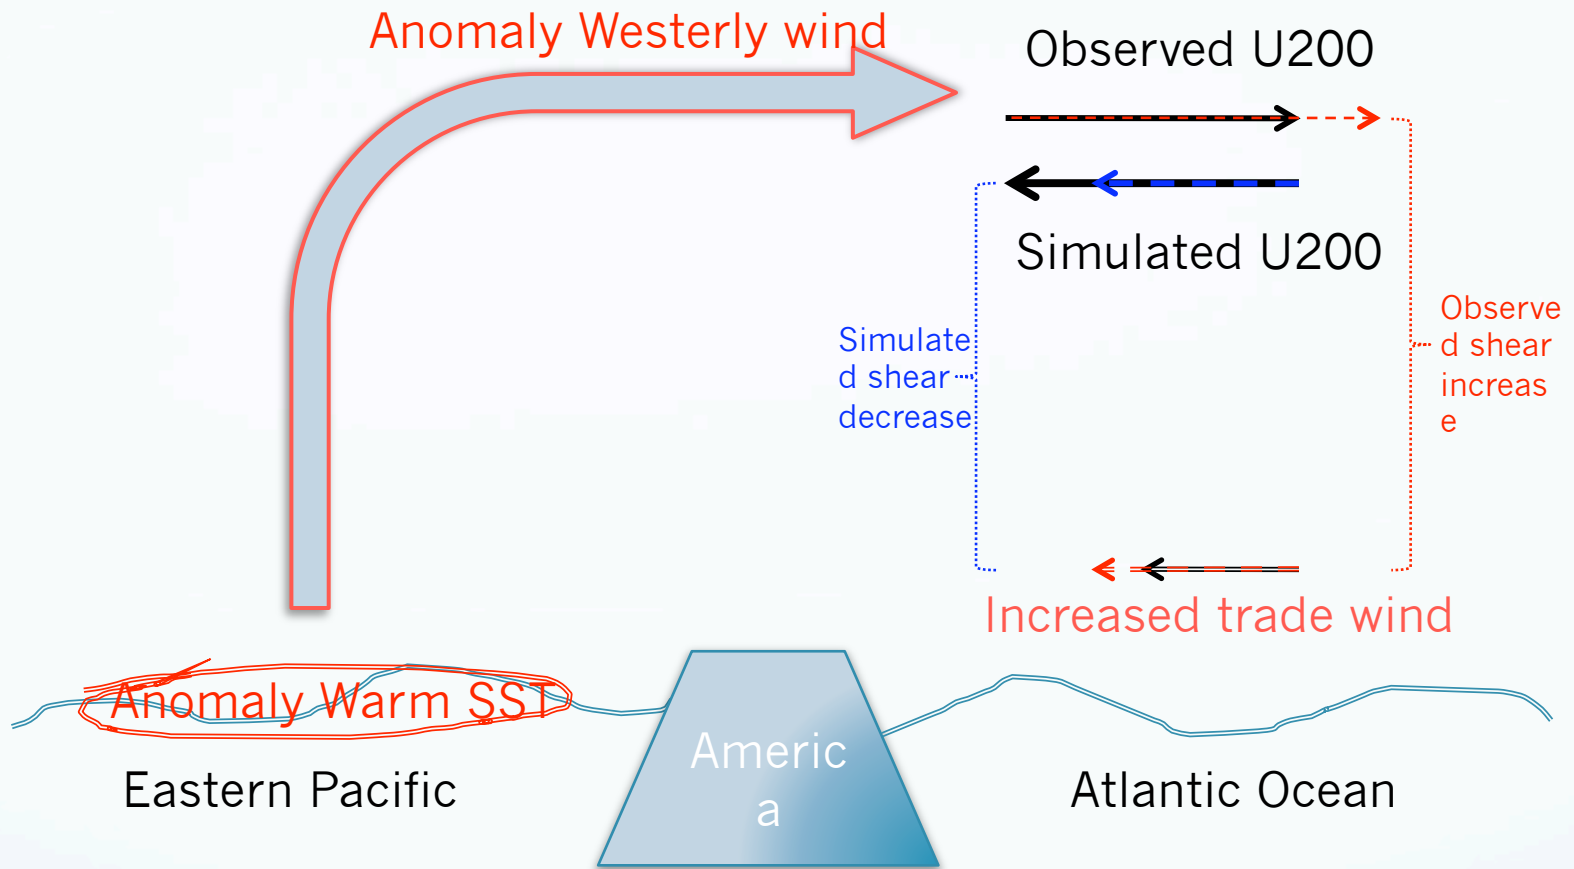 Anomaly Westerly wind
Observed U200
Simulated U200
Simulate
d shear
decrease
Observe
d shear
increas
e
Increased trade wind
Anomaly Warm SST
Americ
a
Eastern Pacific
Atlantic Ocean